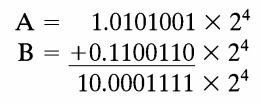 A = 1.0101001 × 2⁴
B = +0.1100110 × 2⁴
10.0001111 × 2⁴